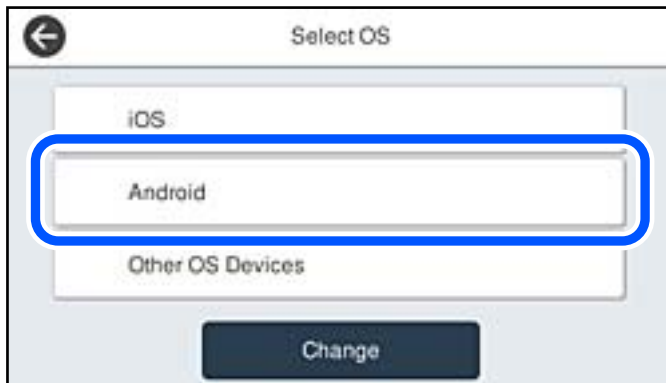 Select OS
iOS
Android
Other OS Devices
Change